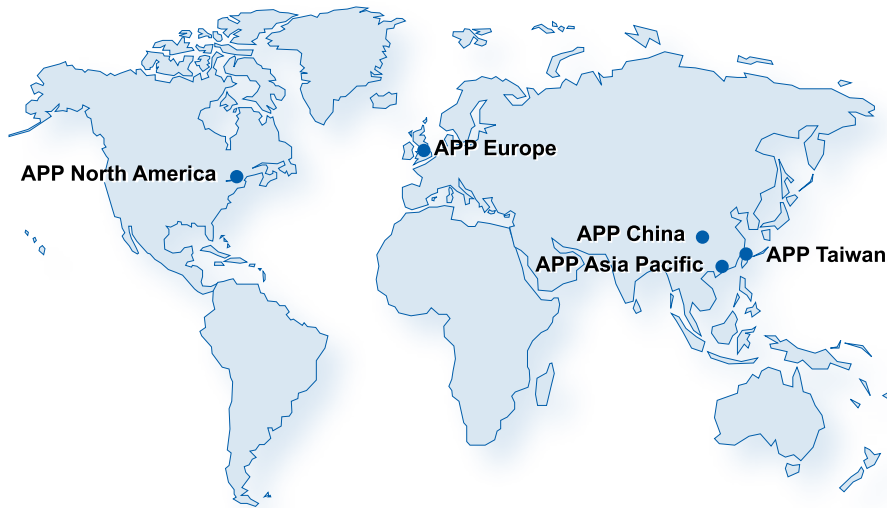 APP Europe
APP North America
APP China
APP Taiwan
APP Asia Pacific